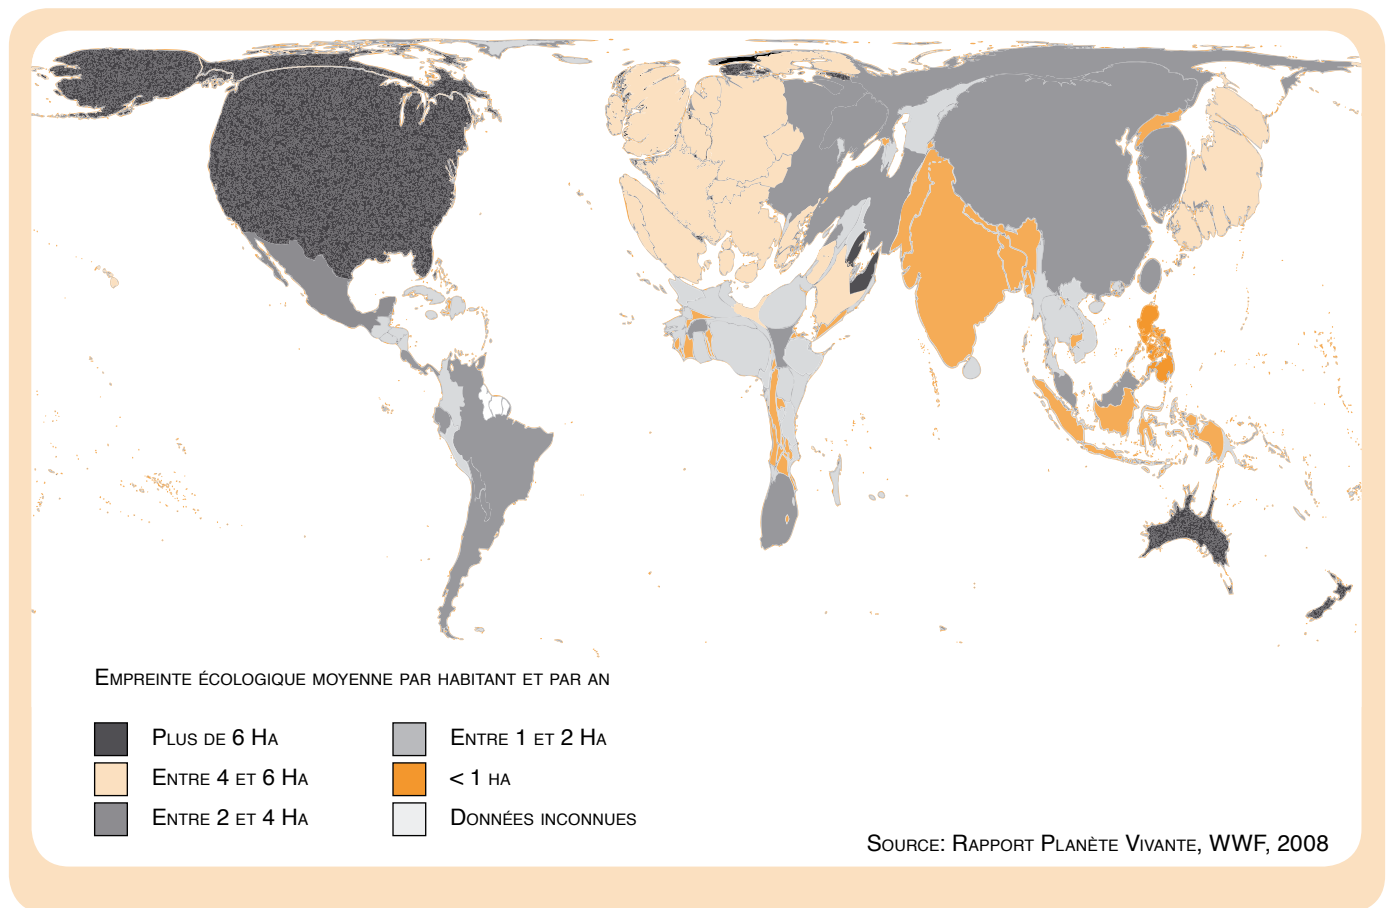 Empreinte écologique moyenne par habitant et par an
Plus de 6 Ha
Entre 4 et 6 Ha
Entre 2 et 4 Ha
Entre 1 et 2 Ha
< 1 ha
Données inconnues
Source: Rapport Planète Vivante, WWF, 2008